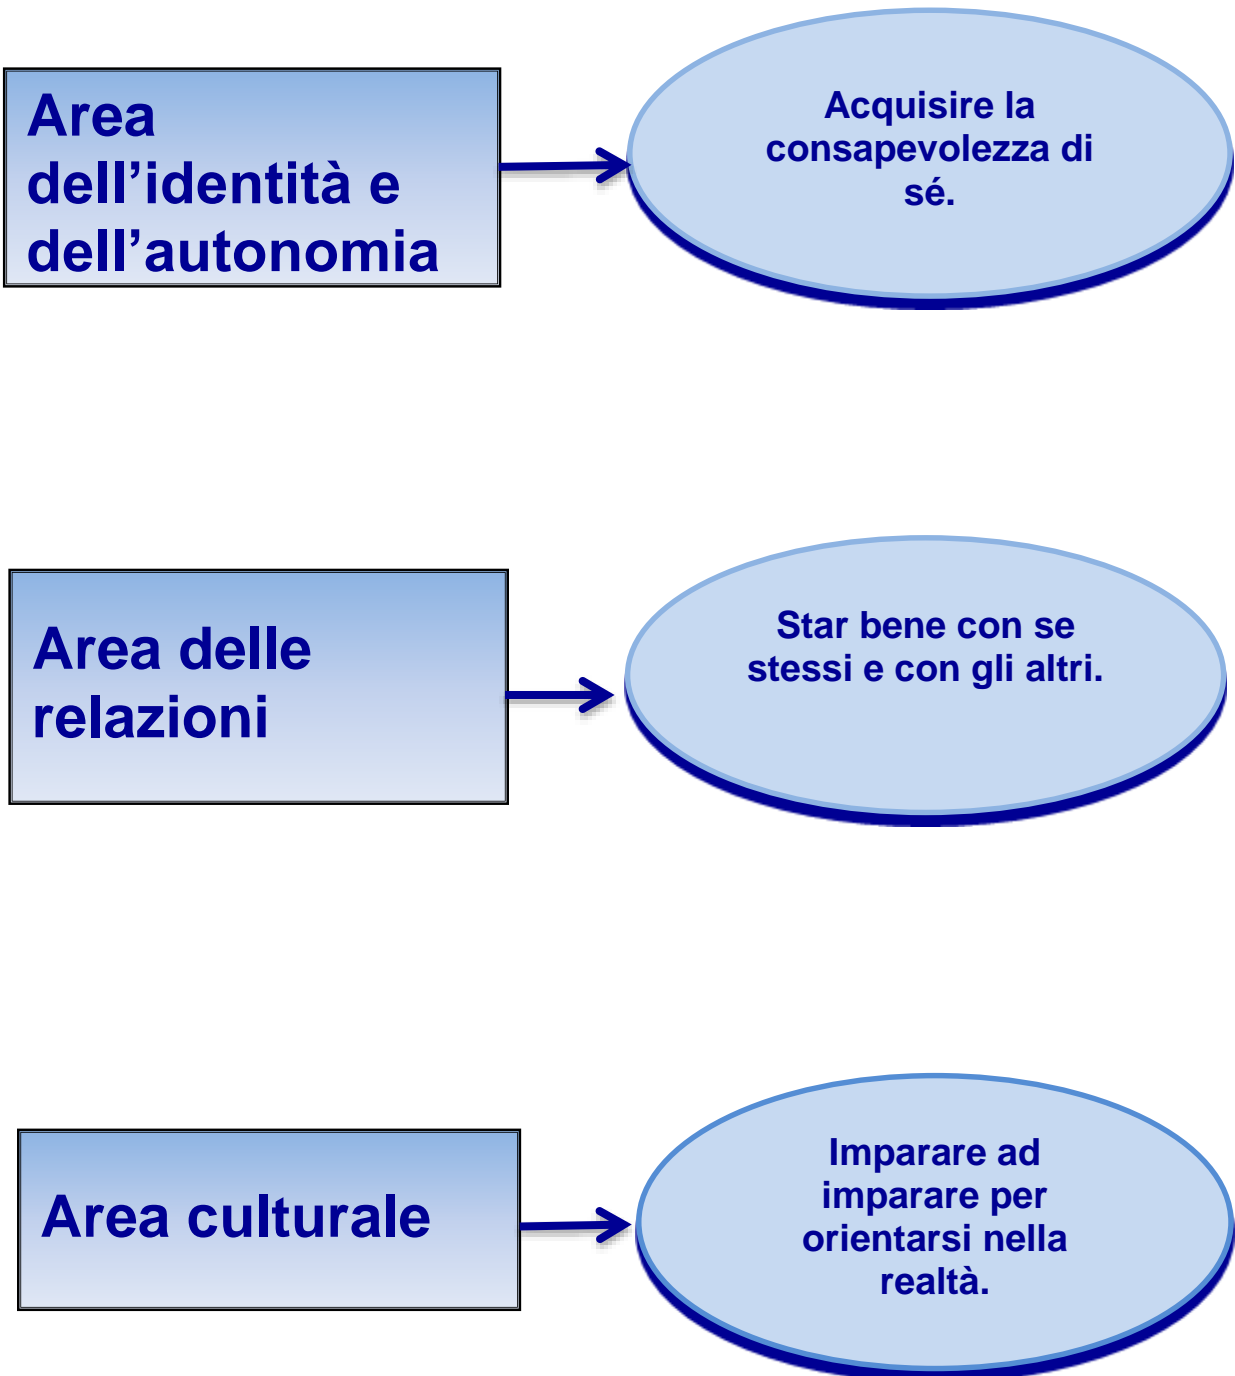 Area
dell’identità e
dell’autonomia
Acquisire la
consapevolezza di
sé.
Area delle
relazioni
Star bene con se
stessi e con gli altri.
Area culturale
Imparare ad
imparare per
orientarsi nella
realtà.